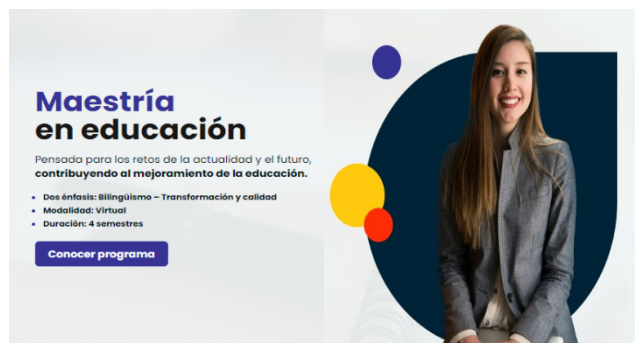 Maestría
en educación
Pensada para los retos de la actualidad y el futuro,
contribuyendo al mejoramiento de la educación.
Dos énfasis: Bilingüismo – Transformación y calidad
Modalidad: Virtual
Duración: 4 semestres
Conocer programa